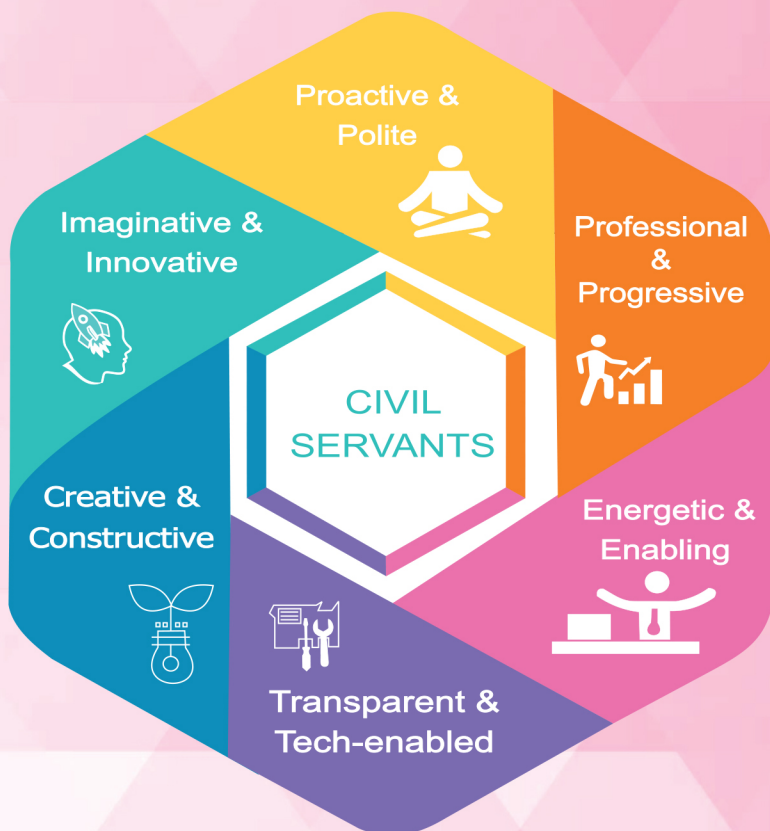 Proactive &
Polite
Professional
&
Progressive
Energetic &
Enabling
Transparent &
Tech-enabled
Creative &
Constructive
Imaginative &
Innovative
CIVIL
SERVANTS